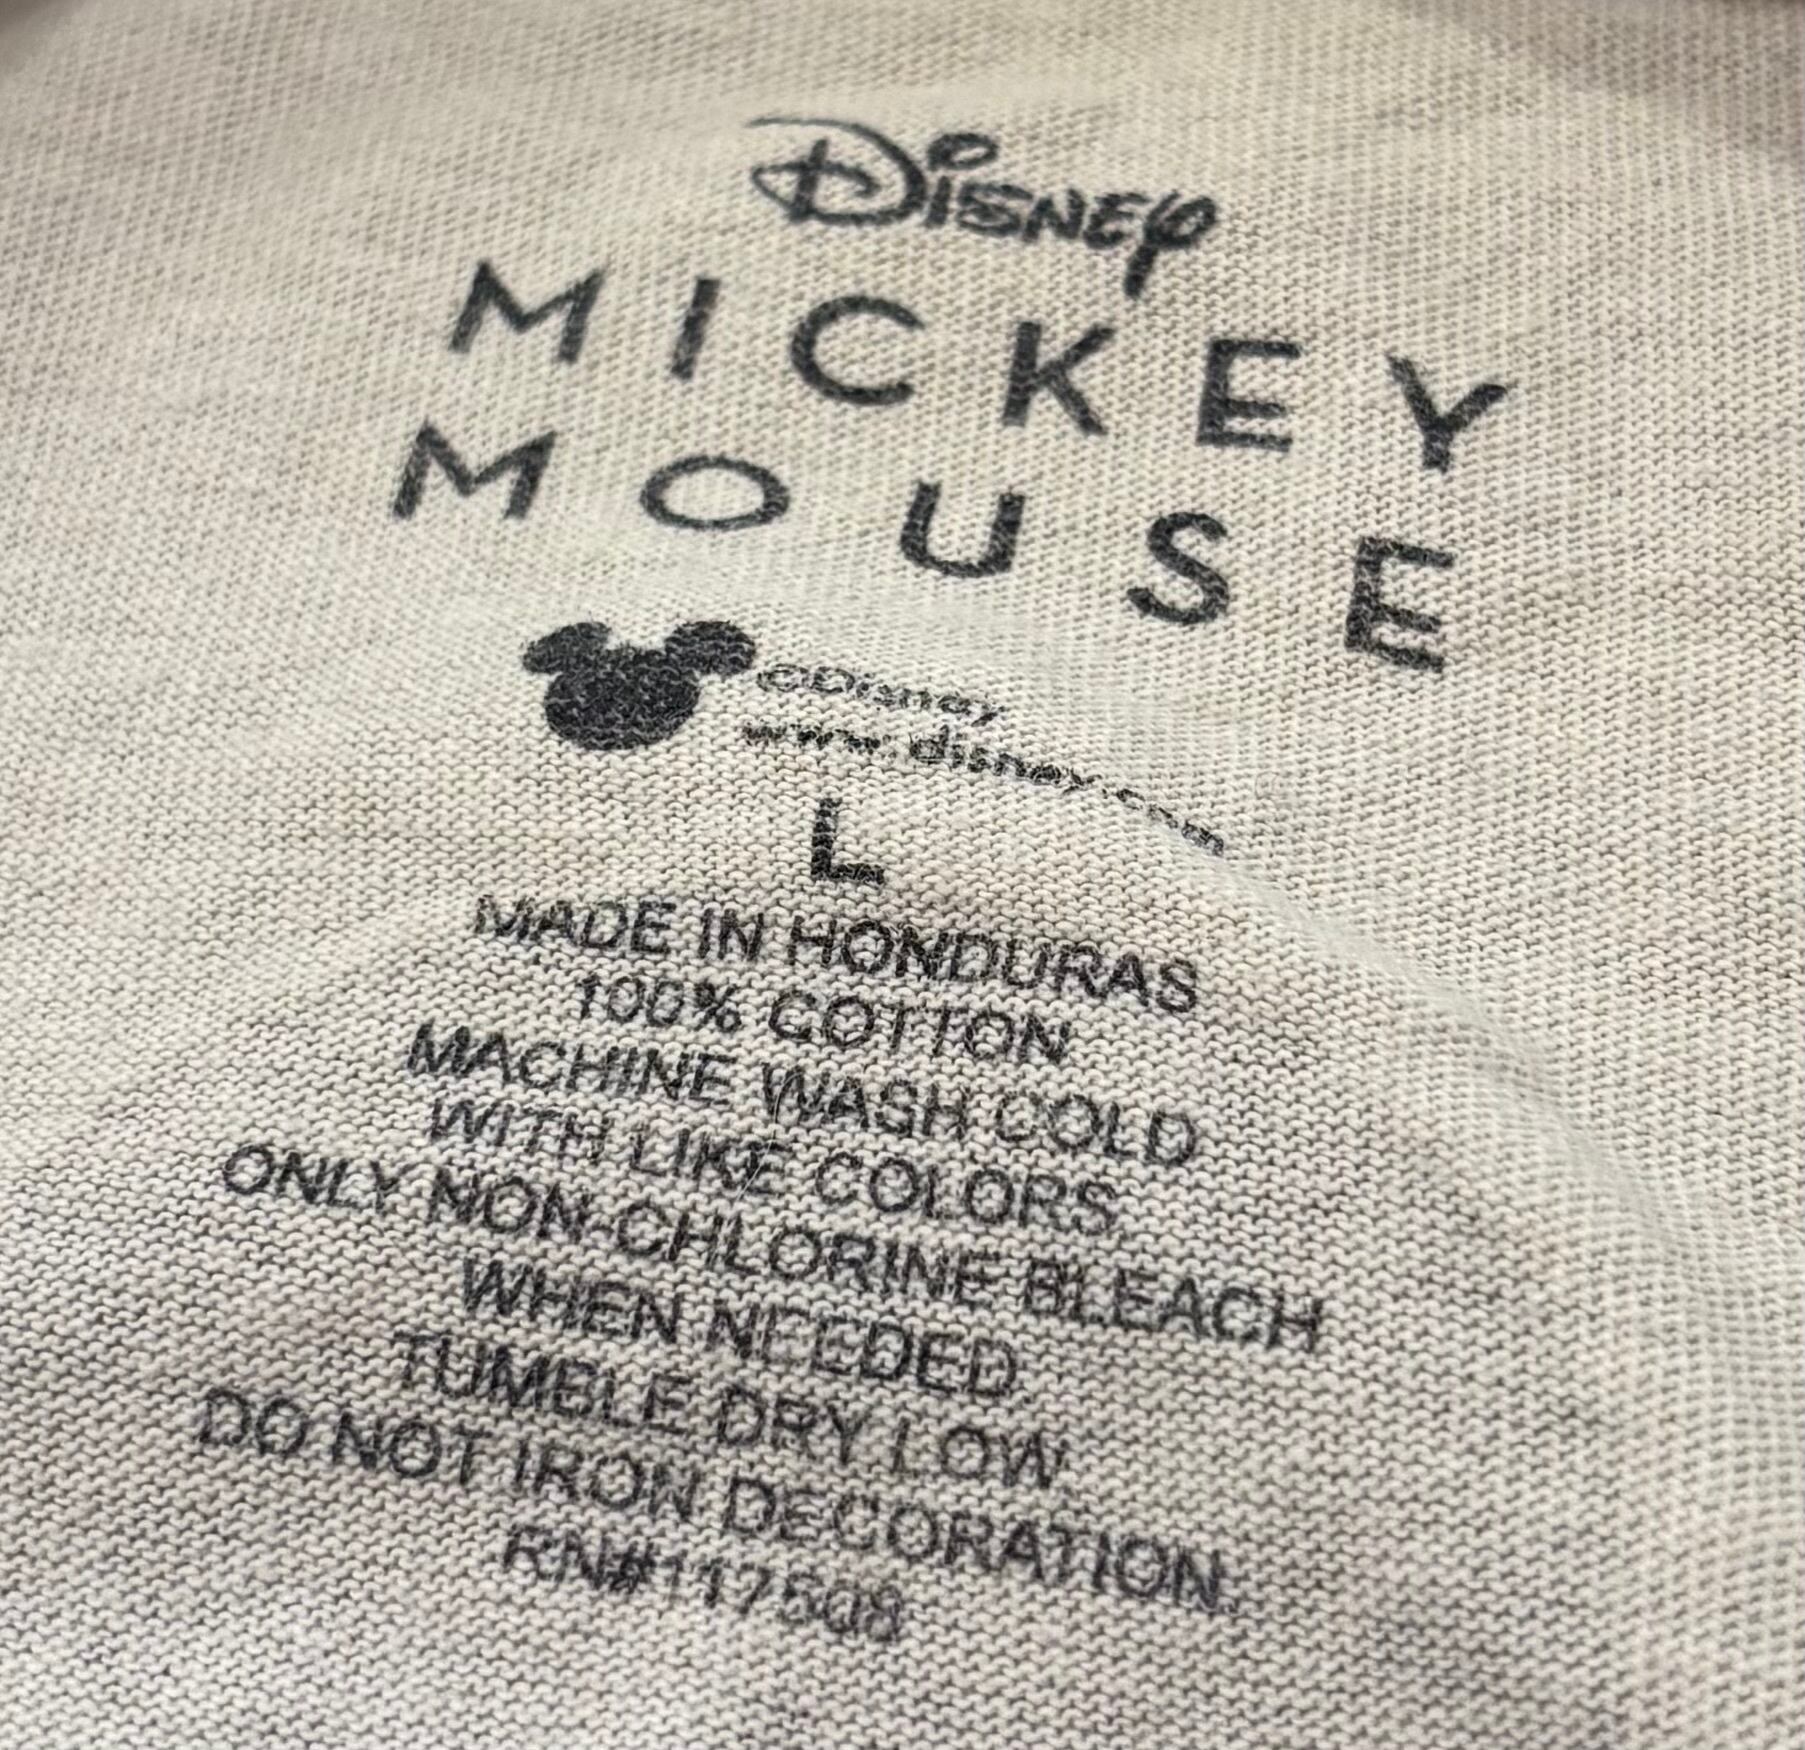 Disney
MICKEY
MOUSE
©Disney
www.disney.com
L
MADE IN HONDURAS
100% COTTON
MACHINE WASH COLD
WITH LIKE COLORS
ONLY NON-CHLORINE BLEACH
WHEN NEEDED
TUMBLE DRY LOW
DO NOT IRON DECORATION.
RN#117508